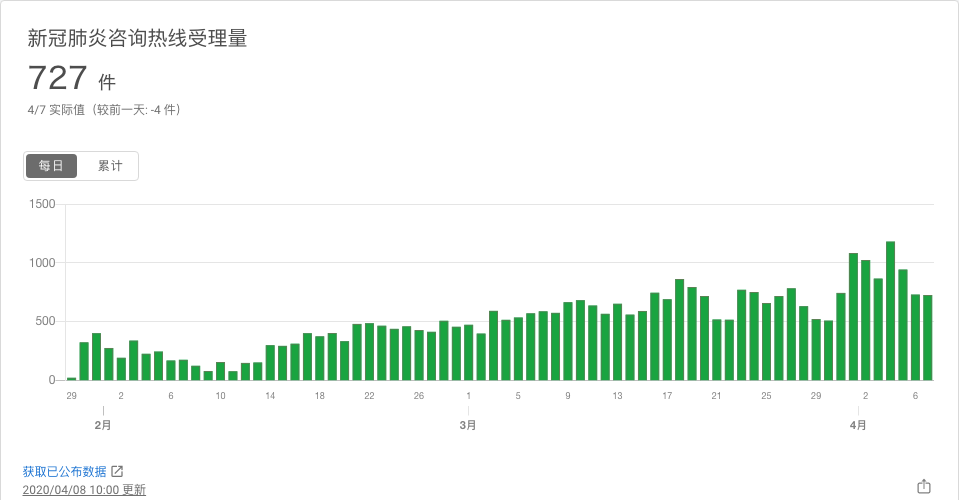 新冠肺炎咨询热线受理量
727 件
4/7 实际值（较前一天: -4 件）
每日 累计
1500
1000
500
0
29 2 6 10 14 18 22 26 1 5 9 13 17 21 25 29 2 6
2月 3月 4月
获取已公布数据
2020/04/08 10:00 更新